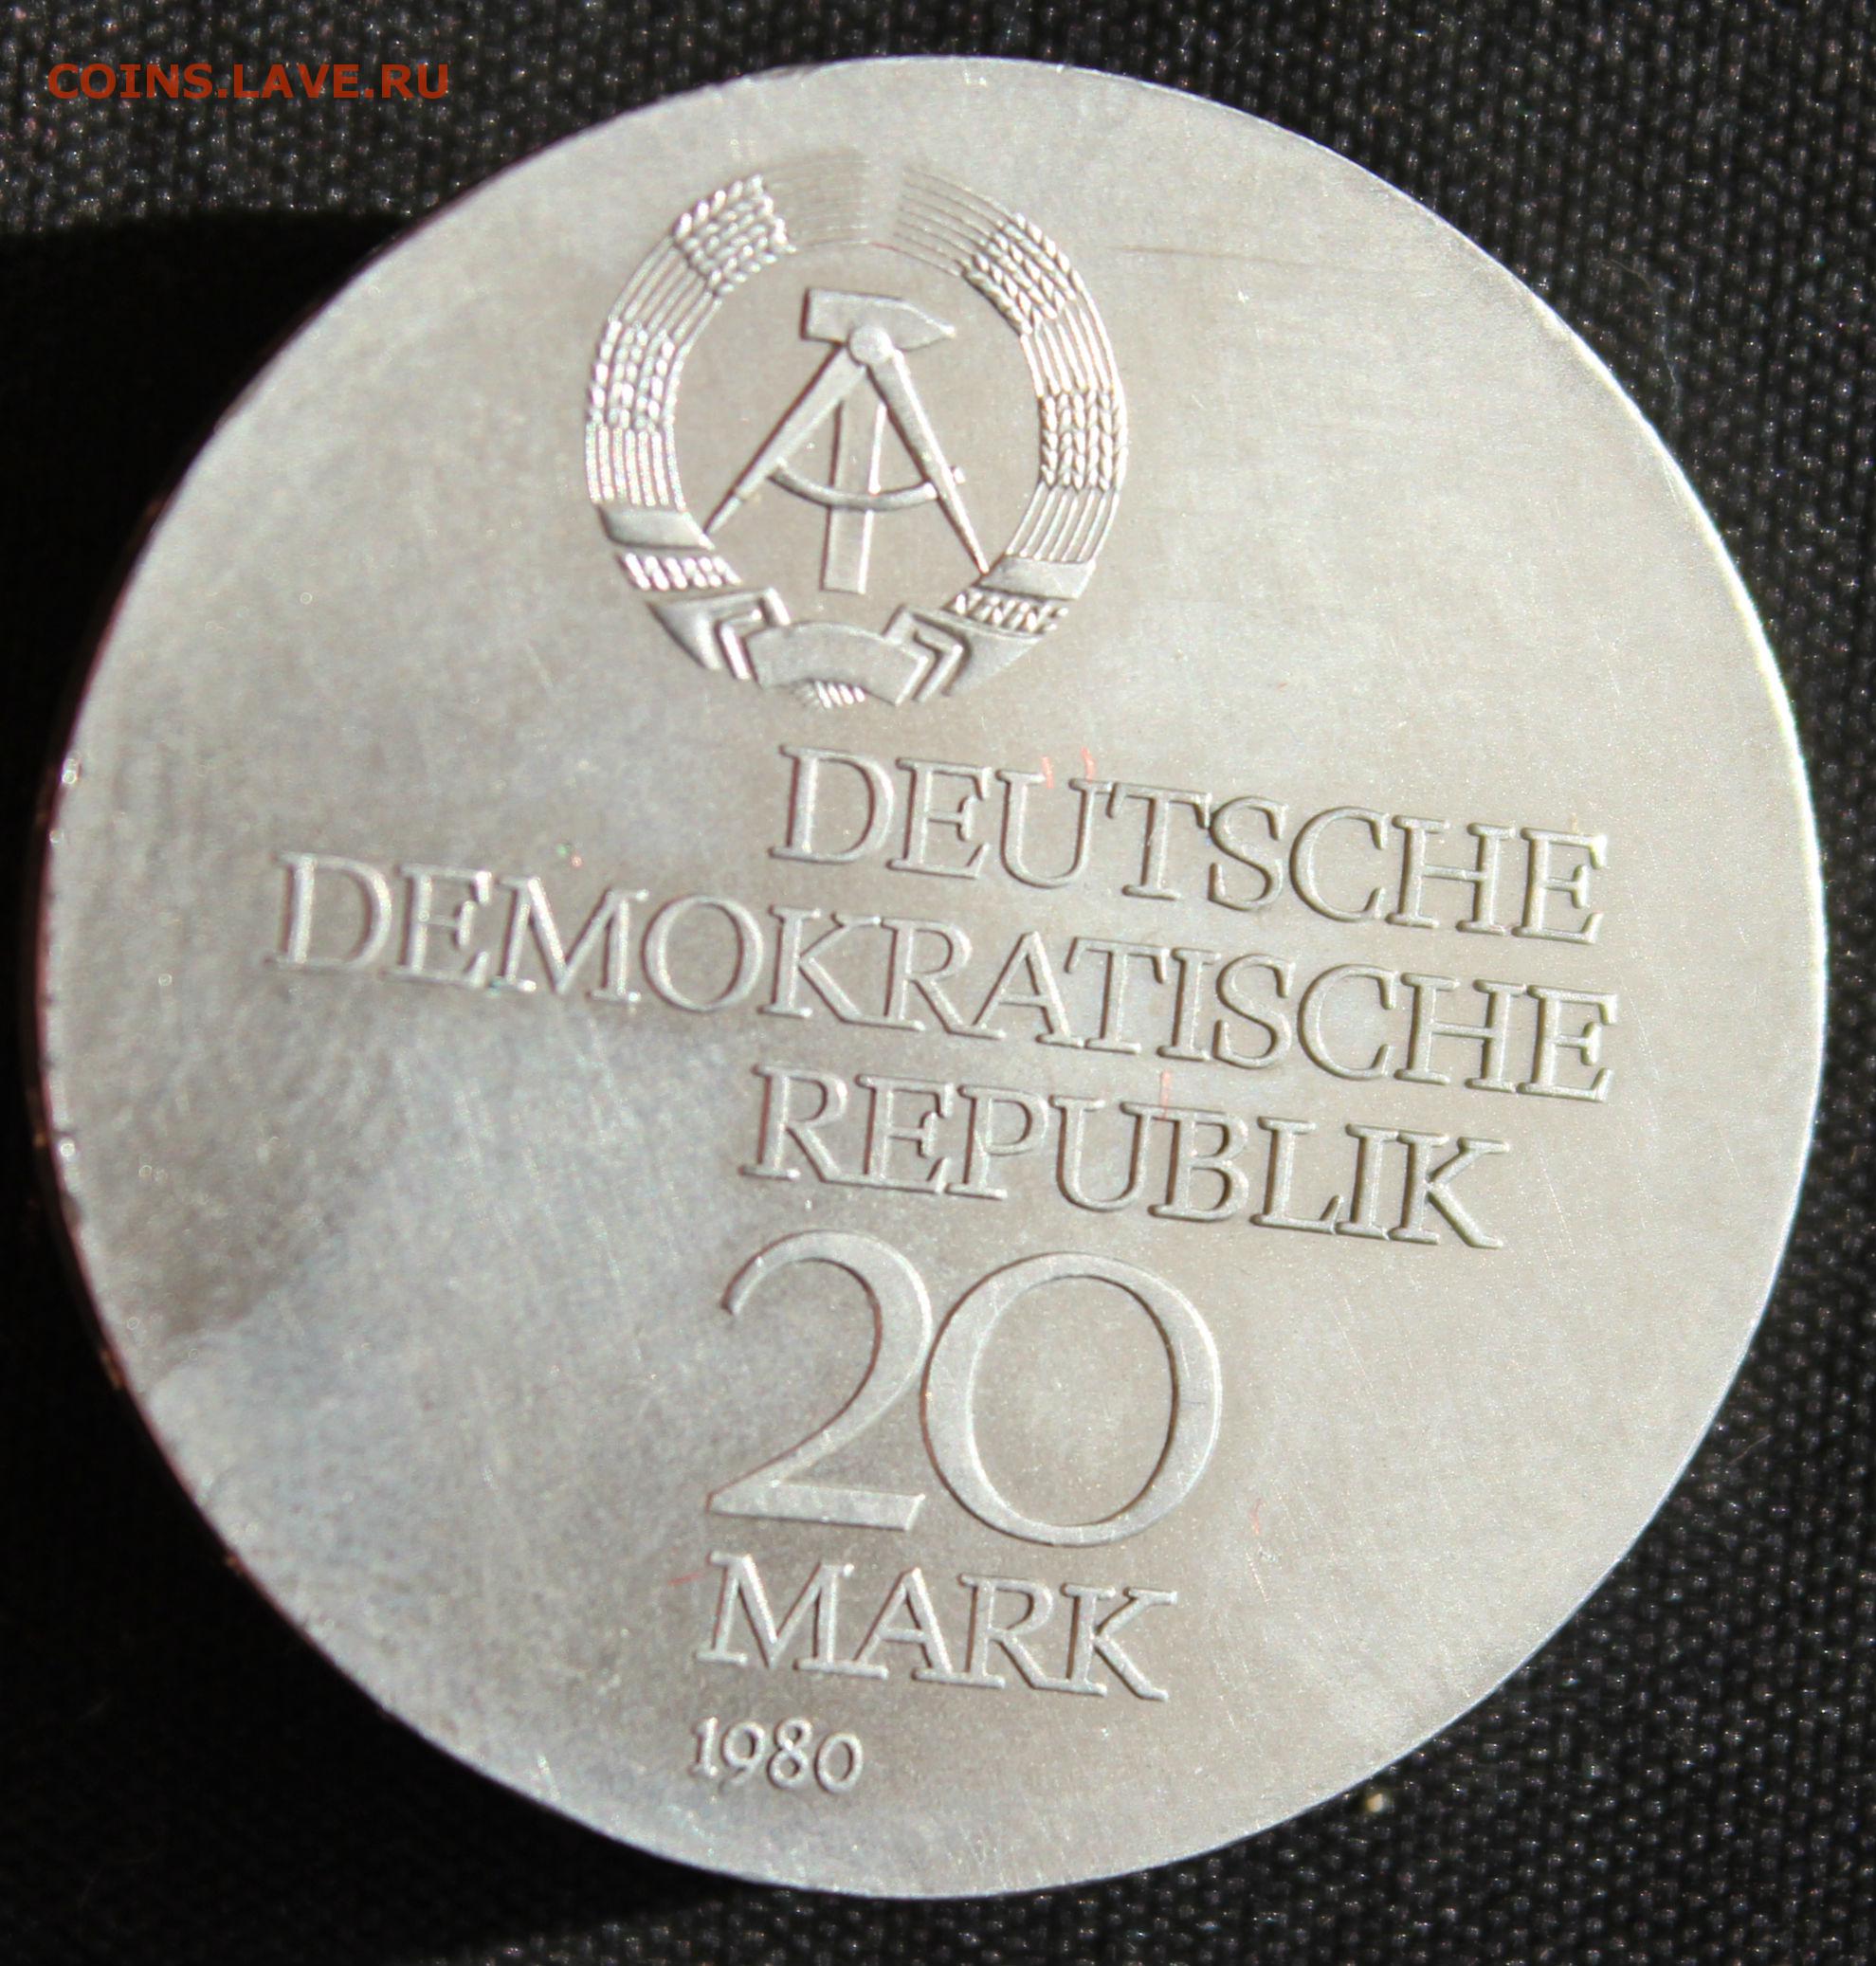 COINS.LAVE.RU
DEUTSCHE
DEMOKRATISCHE
REPUBLIK
20
MARK
1980